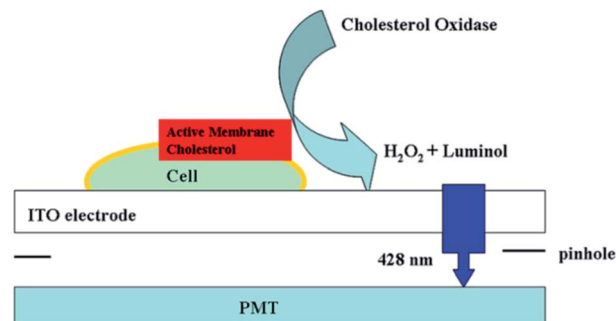 Cholesterol Oxidase
Active Membrane
Cholesterol
H₂O₂ + Luminol
Cell
ITO electrode
428 nm
pinhole
PMT